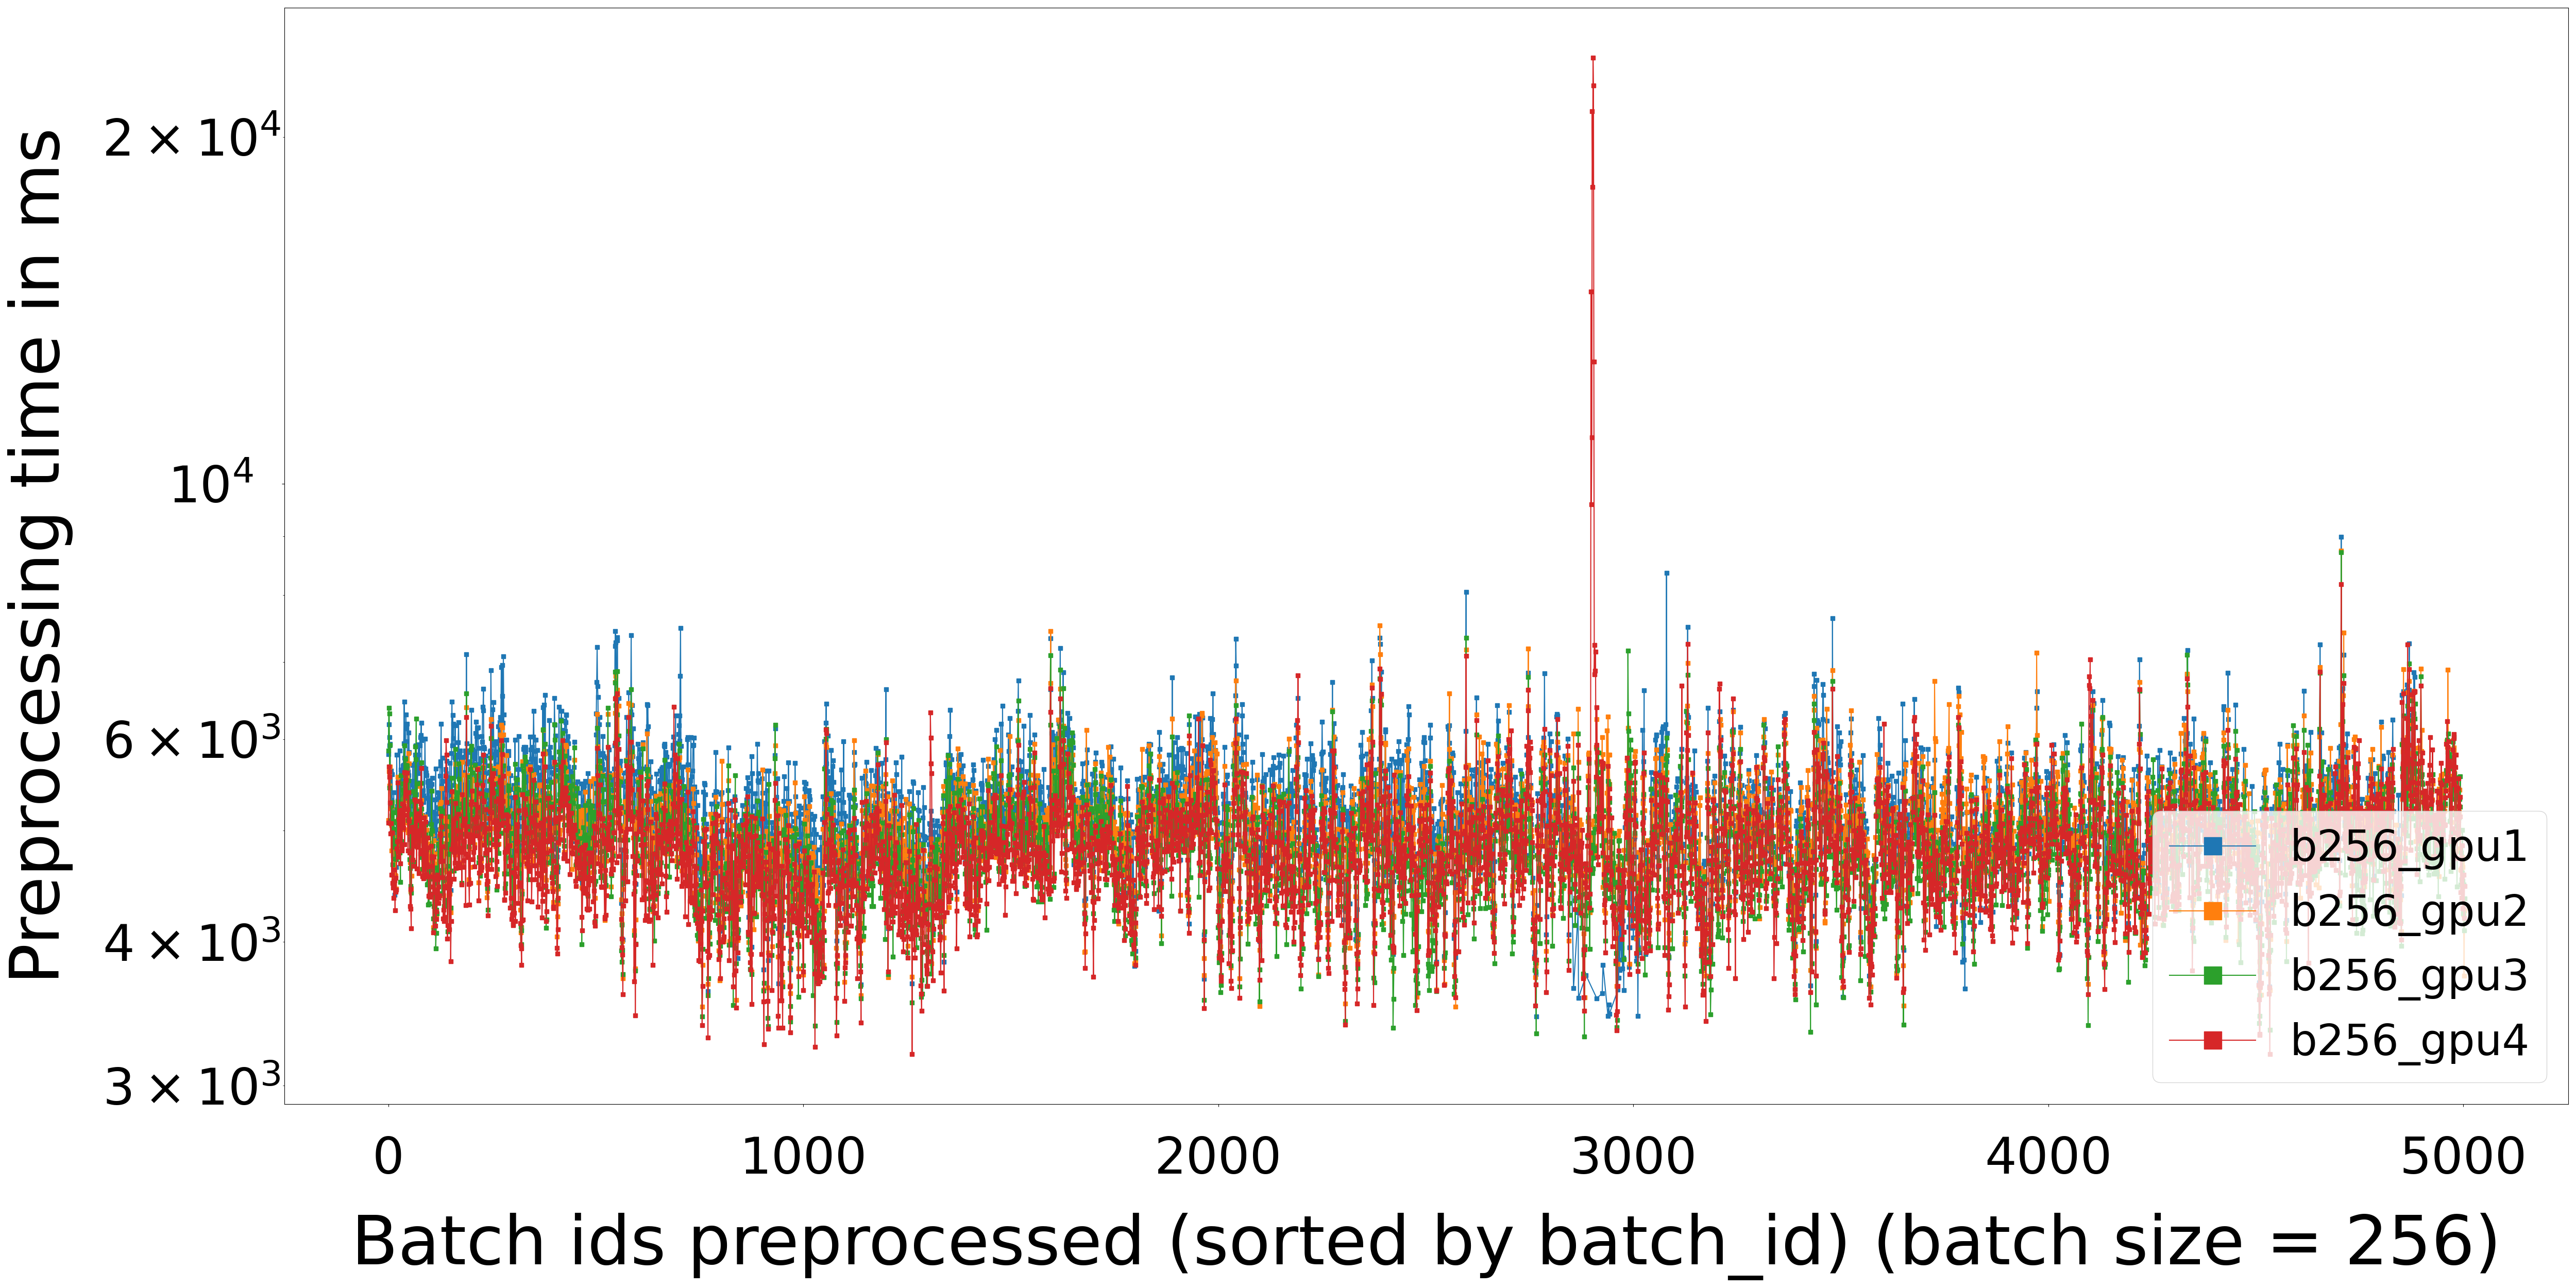 Preprocessing time in ms
2 × 10⁴
10⁴
6 × 10³
4 × 10³
3 × 10³
0 1000 2000 3000 4000 5000
Batch ids preprocessed (sorted by batch_id) (batch size = 256)
b256_gpu1
b256_gpu2
b256_gpu3
b256_gpu4